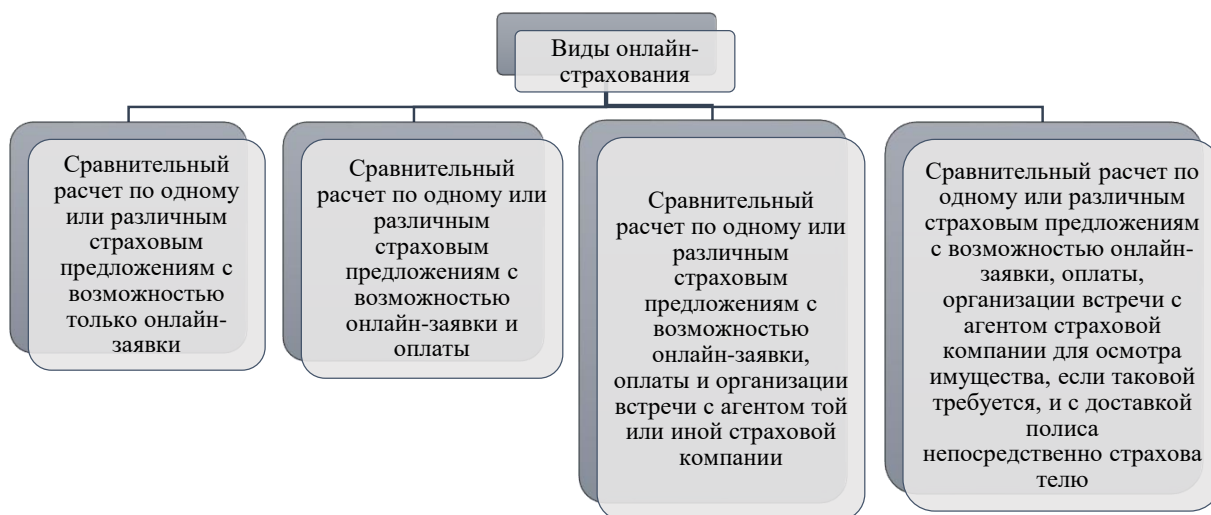 Виды онлайн-
страхования
Сравнительный
расчет по одному
или различным
страховым
предложениям с
возможностью
только онлайн-
заявки
Сравнительный
расчет по одному или
различным
страховым
предложениям с
возможностью
онлайн-заявки и
оплаты
Сравнительный
расчет по одному или
различным
страховым
предложениям с
возможностью
онлайн-заявки,
оплаты и организации
встречи с агентом той
или иной страховой
компании
Сравнительный расчет по
одному или различным
страховым предложениям
с возможностью онлайн-
заявки, оплаты,
организации встречи с
агентом страховой
компании для осмотра
имущества, если таковой
требуется, и с доставкой
полиса
непосредственно страхова
телю